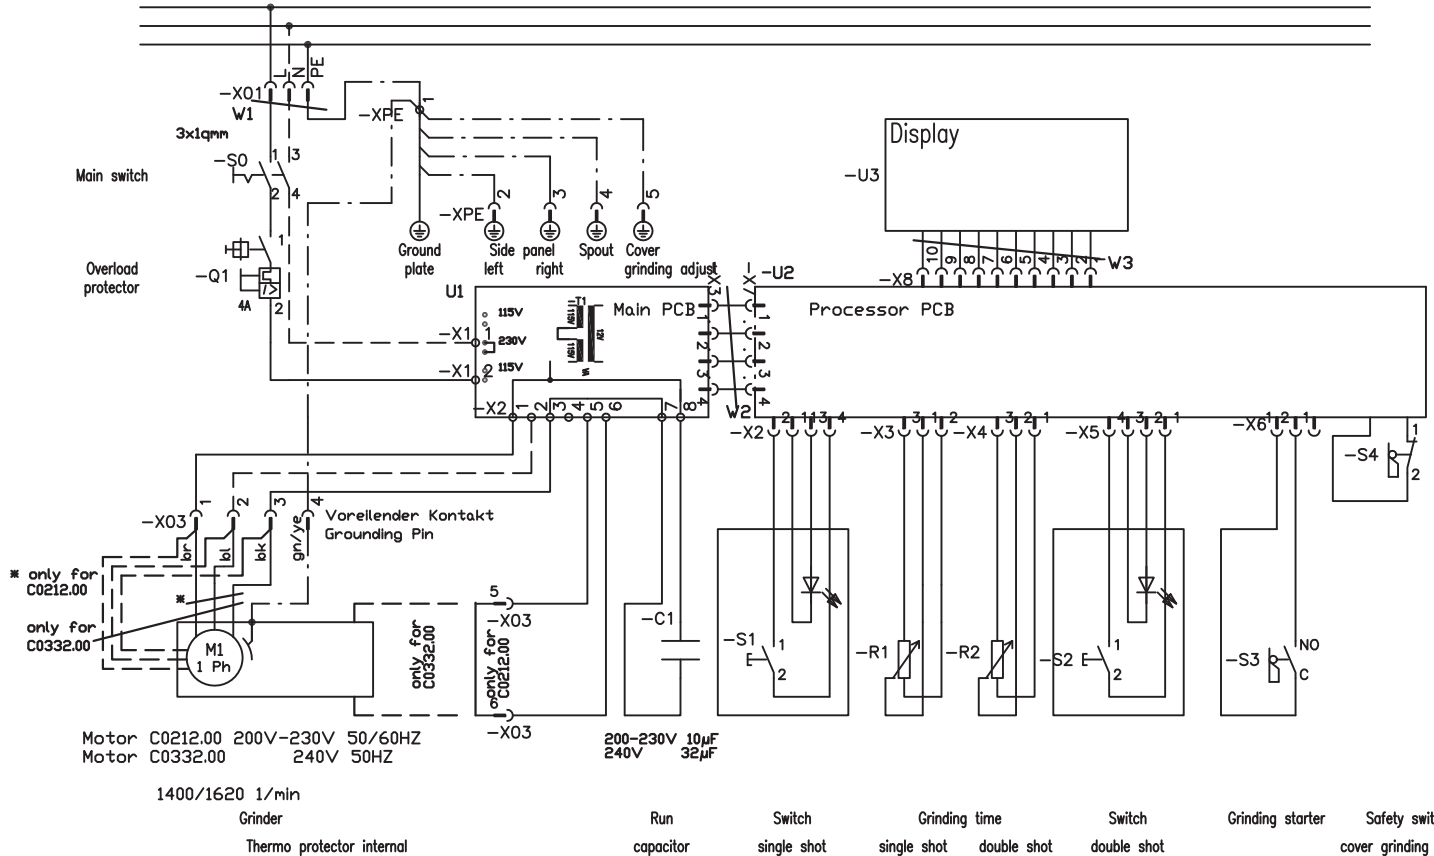 L
N
PE
-X01
W1
3x1qmm
-XPE
1
Display
-U3
1
3
-S0
Main switch
2
4
2
3
4
5
-XPE
Ground
plate
Side panel
left
right
Spout
Cover
grinding adjust
1
Overload
protector
-Q1
4A
I>
2
10
9
8
7
6
5
4
3
2
1
W3
-X8
U1
-X3
-X7
-U2
115V
T1
115V
12V
115V
VA
Main PCB
Processor PCB
-X1
1
230V
-X1
2
115V
1
2
3
4
1
2
3
4
W2
-X2
1
2
3
4
5
6
7
8
-X2
2
1
11
3
4
-X3
3
1
2
-X4
3
2
1
-X5
4
3
2
1
-X6
1
2
1
-S4
1
2
-X03
1
2
3
4
Voreilender Kontakt
Grounding Pin
br
bl
bk
gn/ye
* only for
C0212.00
*
only for
C0332.00
M1
1 Ph
only for
C0332.00
5
-X03
only for
C0212.00
6
-X03
-C1
-S1
1
2
-R1
-R2
-S2
1
2
-S3
NO
C
Motor C0212.00 200V-230V 50/60HZ
Motor C0332.00 240V 50HZ
200-230V 10µF
240V 32µF
1400/1620 1/min
Grinder
Thermo protector internal
Run
capacitor
Switch
single shot
Grinding time
single shot
double shot
Switch
double shot
Grinding starter
Safety swit
cover grinding